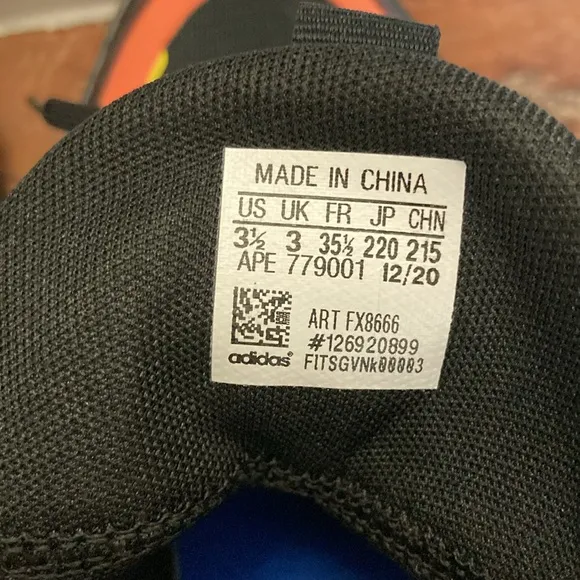 MADE IN CHINA
US UK FR JP CHN
3½ 3 35½ 220 215
APE 779001 12/20
ART FX8666
#126920899
adidas®